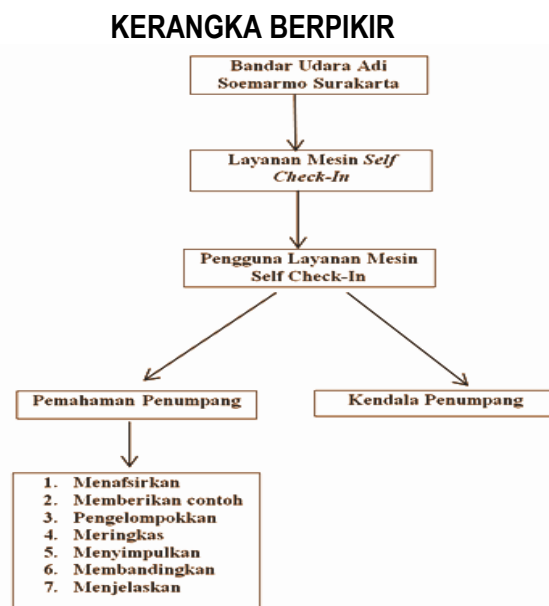 KERANGKA BERPIKIR
Bandar Udara Adi
Soemarmo Surakarta
Layanan Mesin Self
Check-In
Pengguna Layanan Mesin
Self Check-In
Pemahaman Penumpang
Kendala Penumpang
1. Menafsirkan
2. Memberikan contoh
3. Pengelompokkan
4. Meringkas
5. Menyimpulkan
6. Membandingkan
7. Menjelaskan